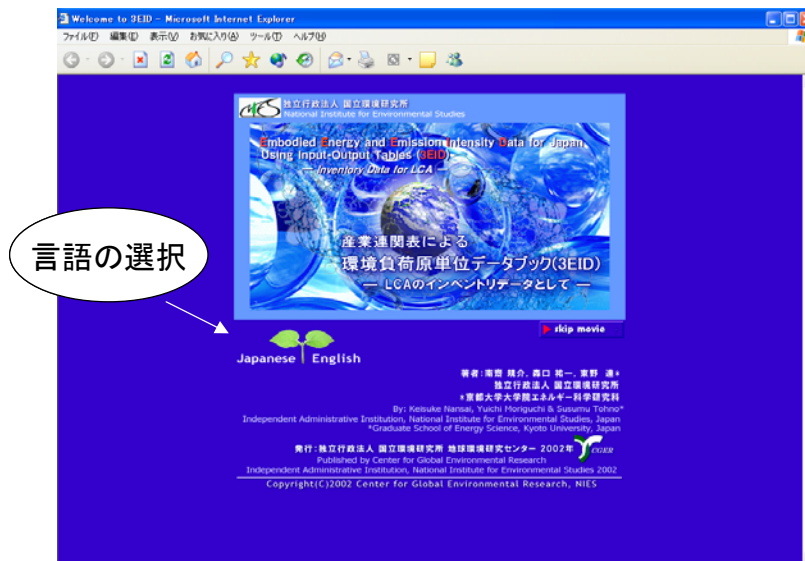 Welcome to 3EID - Microsoft Internet Explorer
ファイル(F) 編集(E) 表示(V) お気に入り(A) ツール(T) ヘルプ(H)
NIES
独立行政法人 国立環境研究所
National Institute for Environmental Studies
Embodied Energy and Emission Intensity Data for Japan
Using Input-Output Tables (3EID)
— Inventory Data for LCA —
産業連関表による
環境負荷原単位データブック(3EID)
— LCAのインベントリデータとして —
言語の選択
skip movie
Japanese English
著者:南斎 規介, 森口 祐一, 東野 達*
独立行政法人 国立環境研究所
*京都大学大学院エネルギー科学研究科
By: Keisuke Nansai, Yuichi Moriguchi & Susumu Tohno*
Independent Administrative Institution, National Institute for Environmental Studies, Japan
*Graduate School of Energy Science, Kyoto University, Japan
発行:独立行政法人 国立環境研究所 地球環境研究センター 2002年
CGER
Published by Center for Global Environmental Research
Independent Administrative Institution, National Institute for Environmental Studies 2002
Copyright(C)2002 Center for Global Environmental Research, NIES